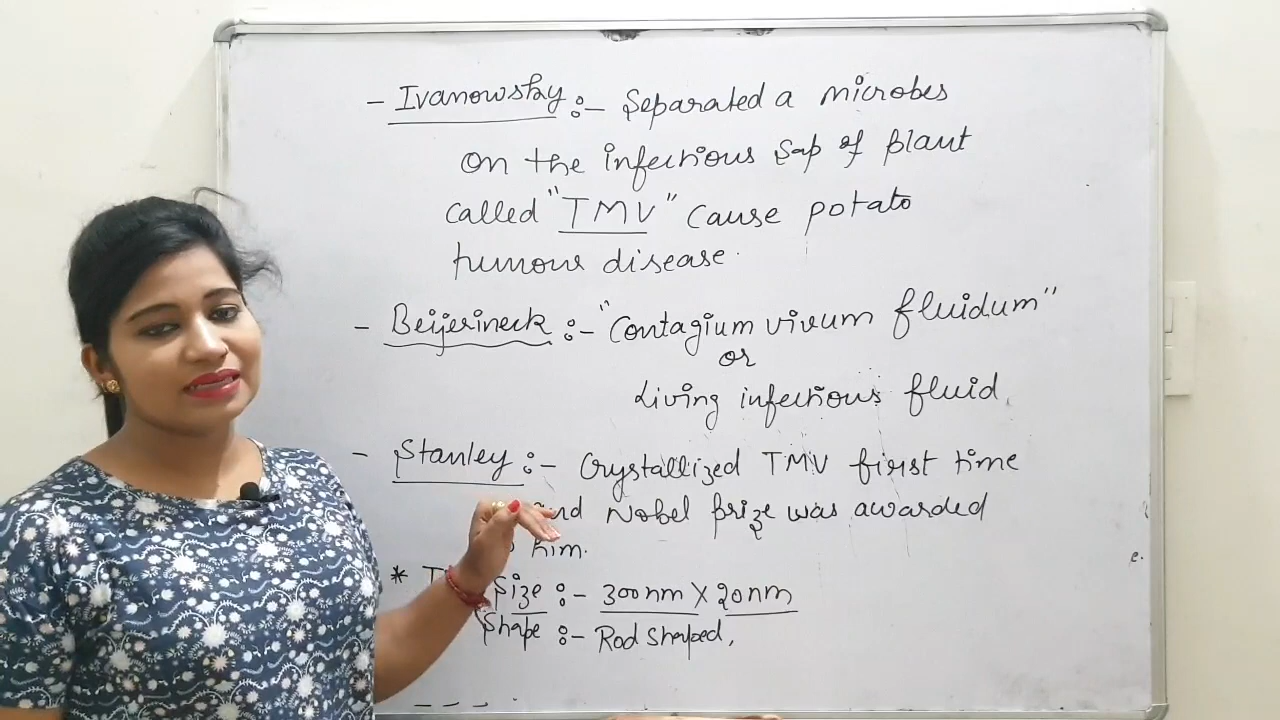 - Ivanowsky :- Separated a microbes
on the infectious sap of plant
called "TMV" cause potato
tumour disease.
- Beijerineck :- "Contagium vivum fluidum"
or
Living infectious fluid.
- Stanley :- Crystallized TMV first time
and Nobel prize was awarded
him.
* Size :- 300nm X 20nm
Shape :- Rod shaped,